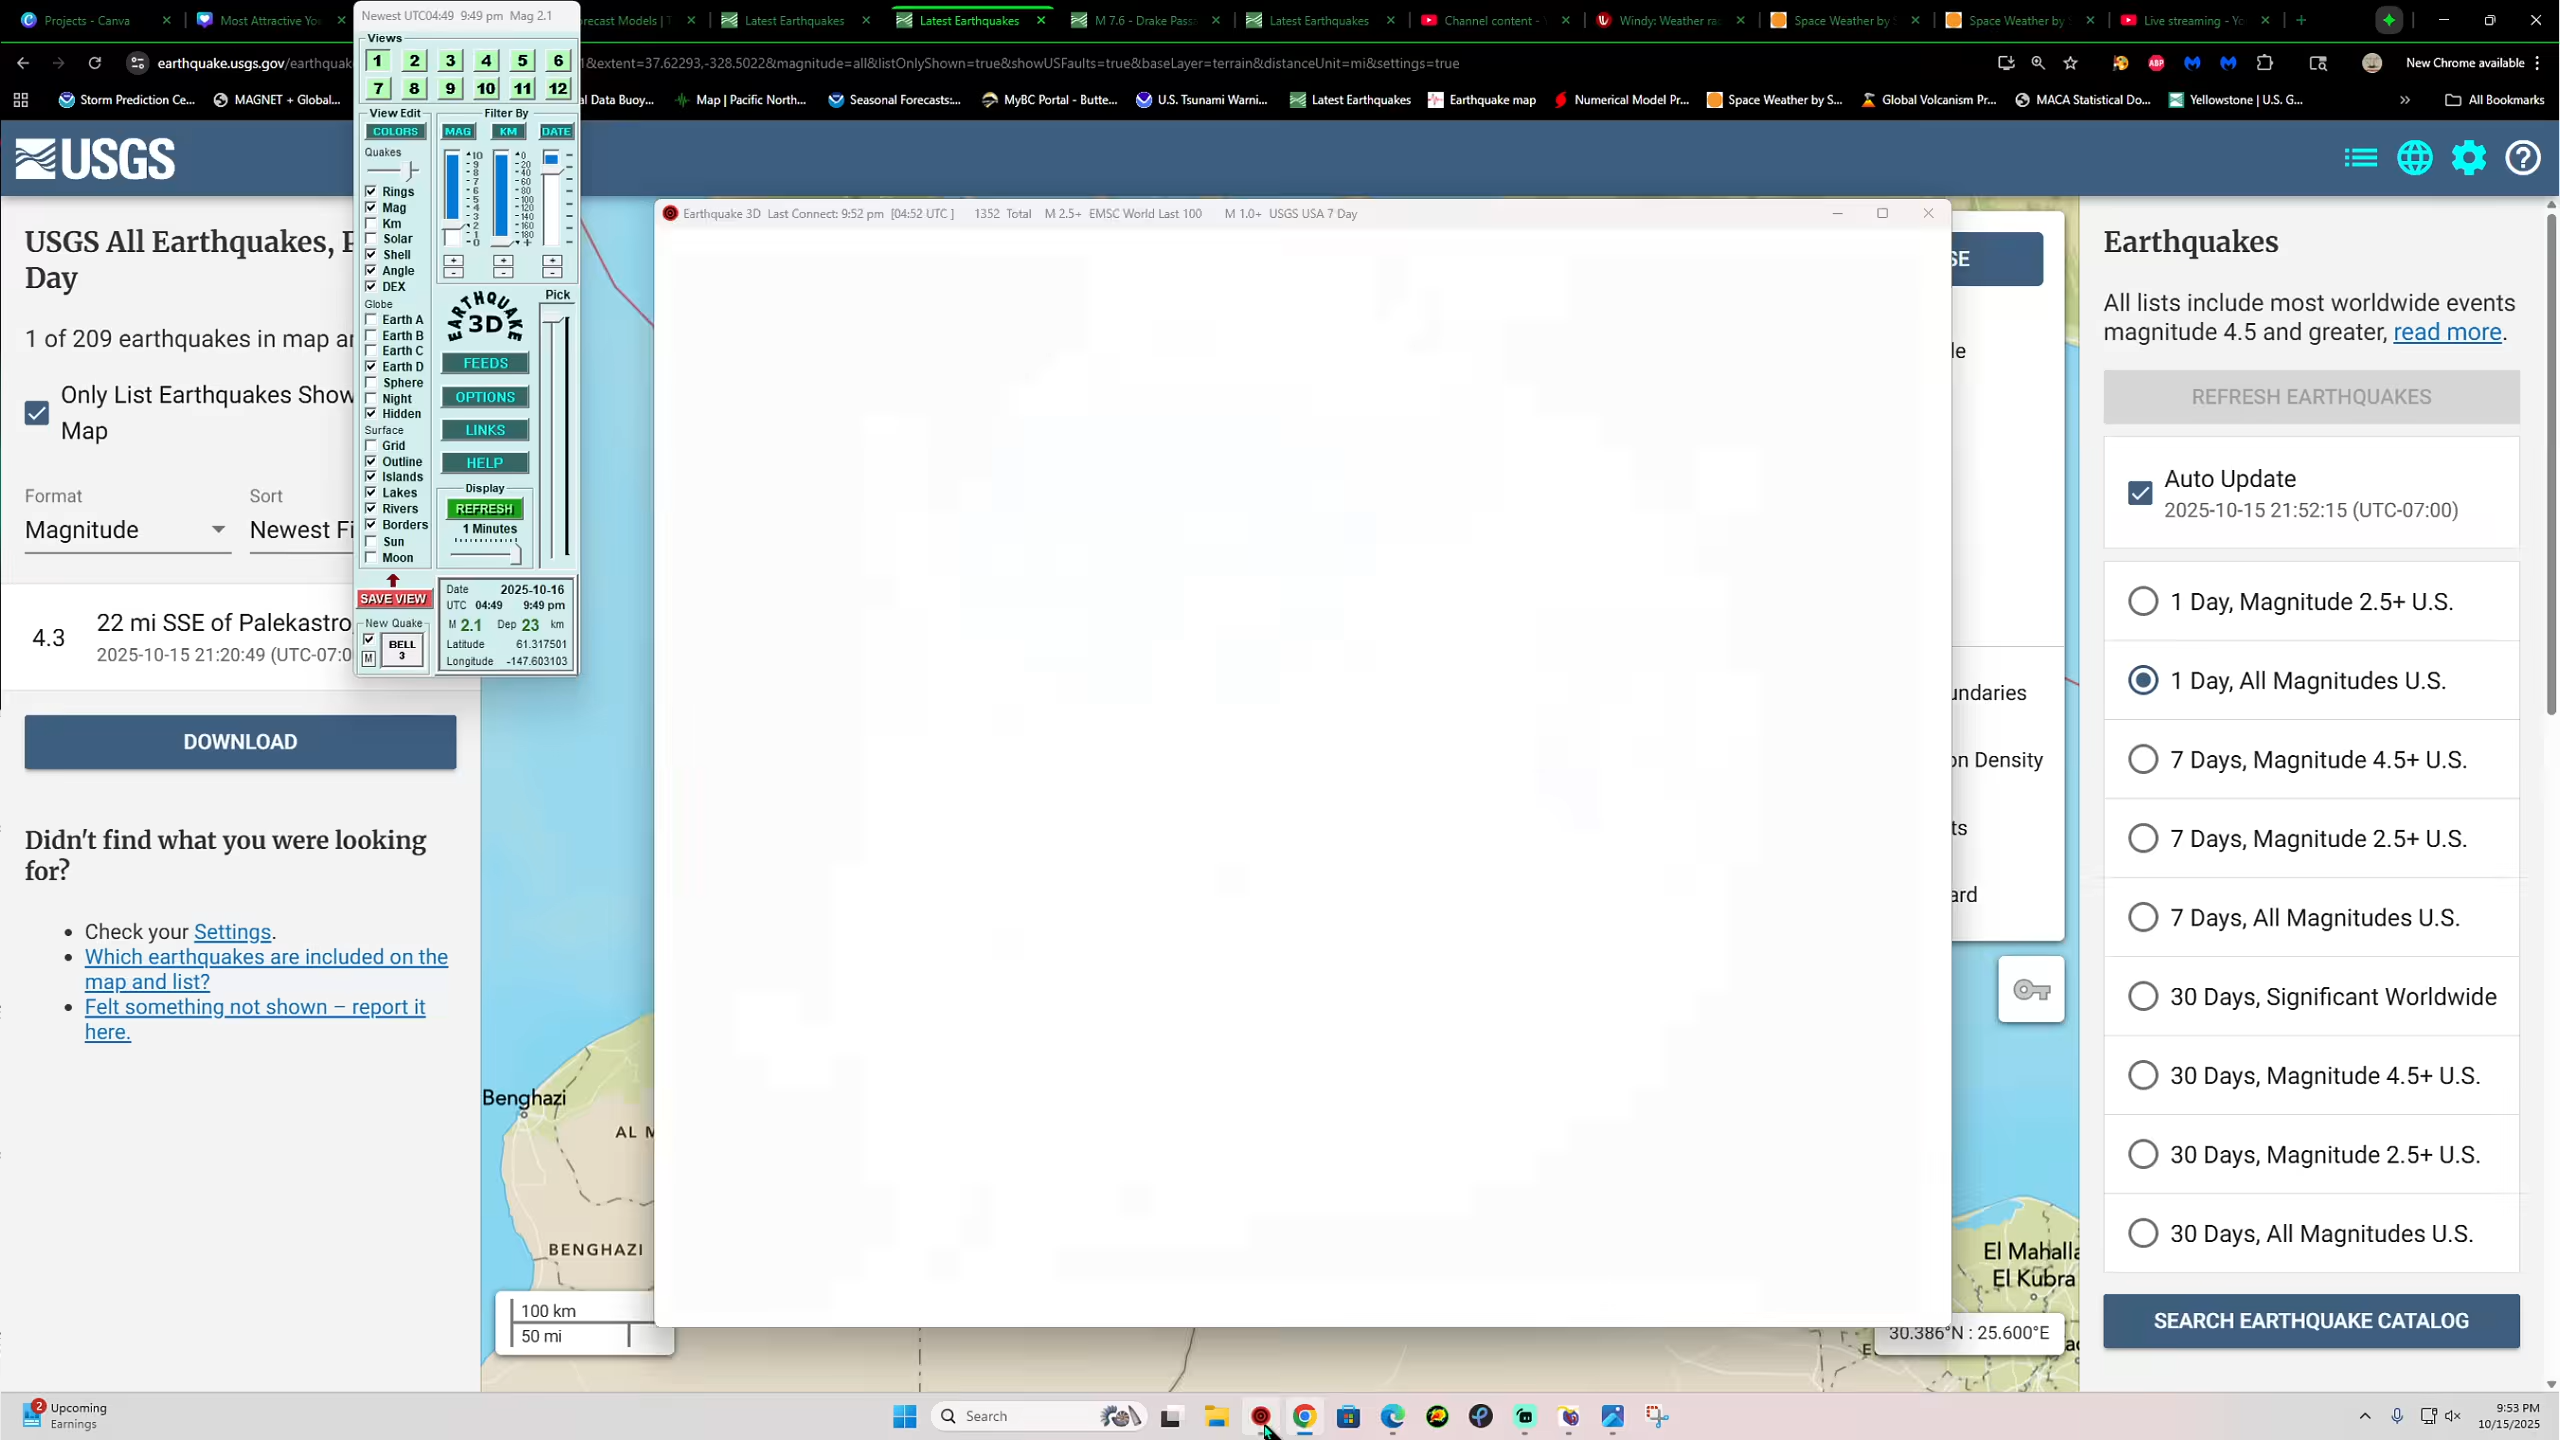 Projects - Canva
Most Attractive Yo
orecast Models | T
Latest Earthquakes
Latest Earthquakes
M 7.6 - Drake Pass
Latest Earthquakes
Channel content - Y
Windy: Weather ra
Space Weather by S
Space Weather by S
Live streaming - Yo
earthquake.usgs.gov/earthquak
1&extent=37.62293,-328.5022&magnitude=all&listOnlyShown=true&showUSFaults=true&baseLayer=terrain&distanceUnit=mi&settings=true
New Chrome available
Storm Prediction Ce...
MAGNET + Global...
al Data Buoy...
Map | Pacific North...
Seasonal Forecasts:...
MyBC Portal - Butte...
U.S. Tsunami Warni...
Latest Earthquakes
Earthquake map
Numerical Model Pr...
Space Weather by S...
Global Volcanism Pr...
MACA Statistical Do...
Yellowstone | U.S. G...
All Bookmarks
USGS
USGS All Earthquakes, P
Day
1 of 209 earthquakes in map ar
Only List Earthquakes Show
Map
Format
Sort
Magnitude
Newest Fi
4.3
22 mi SSE of Palekastro
2025-10-15 21:20:49 (UTC-07:0
DOWNLOAD
Didn't find what you were looking
for?
Check your Settings.
Which earthquakes are included on the
map and list?
Felt something not shown – report it
here.
Newest UTC04:49 9:49 pm Mag 2.1
Views
1 2 3 4 5 6
7 8 9 10 11 12
View Edit
Filter By
COLORS
MAG
KM
DATE
Quakes
Rings
Mag
Km
Solar
Shell
Angle
DEX
Globe
Earth A
Earth B
Earth C
Earth D
Sphere
Night
Hidden
Surface
Grid
Outline
Islands
Lakes
Rivers
Borders
Sun
Moon
SAVE VIEW
New Quake
BELL
3
M
Pick
EARTHQUAKE
3D
FEEDS
OPTIONS
LINKS
HELP
Display
REFRESH
1 Minutes
Date 2025-10-16
UTC 04:49 9:49 pm
M 2.1 Dep 23 km
Latitude 61.317501
Longitude -147.603103
Earthquake 3D Last Connect: 9:52 pm [04:52 UTC ] 1352 Total M 2.5+ EMSC World Last 100 M 1.0+ USGS USA 7 Day
SE
le
undaries
on Density
ts
ard
Benghazi
AL M
BENGHAZI
100 km
50 mi
El Mahalla
El Kubra
30.386°N : 25.600°E
Earthquakes
All lists include most worldwide events
magnitude 4.5 and greater, read more.
REFRESH EARTHQUAKES
Auto Update
2025-10-15 21:52:15 (UTC-07:00)
1 Day, Magnitude 2.5+ U.S.
1 Day, All Magnitudes U.S.
7 Days, Magnitude 4.5+ U.S.
7 Days, Magnitude 2.5+ U.S.
7 Days, All Magnitudes U.S.
30 Days, Significant Worldwide
30 Days, Magnitude 4.5+ U.S.
30 Days, Magnitude 2.5+ U.S.
30 Days, All Magnitudes U.S.
SEARCH EARTHQUAKE CATALOG
2
Upcoming
Earnings
Search
9:53 PM
10/15/2025